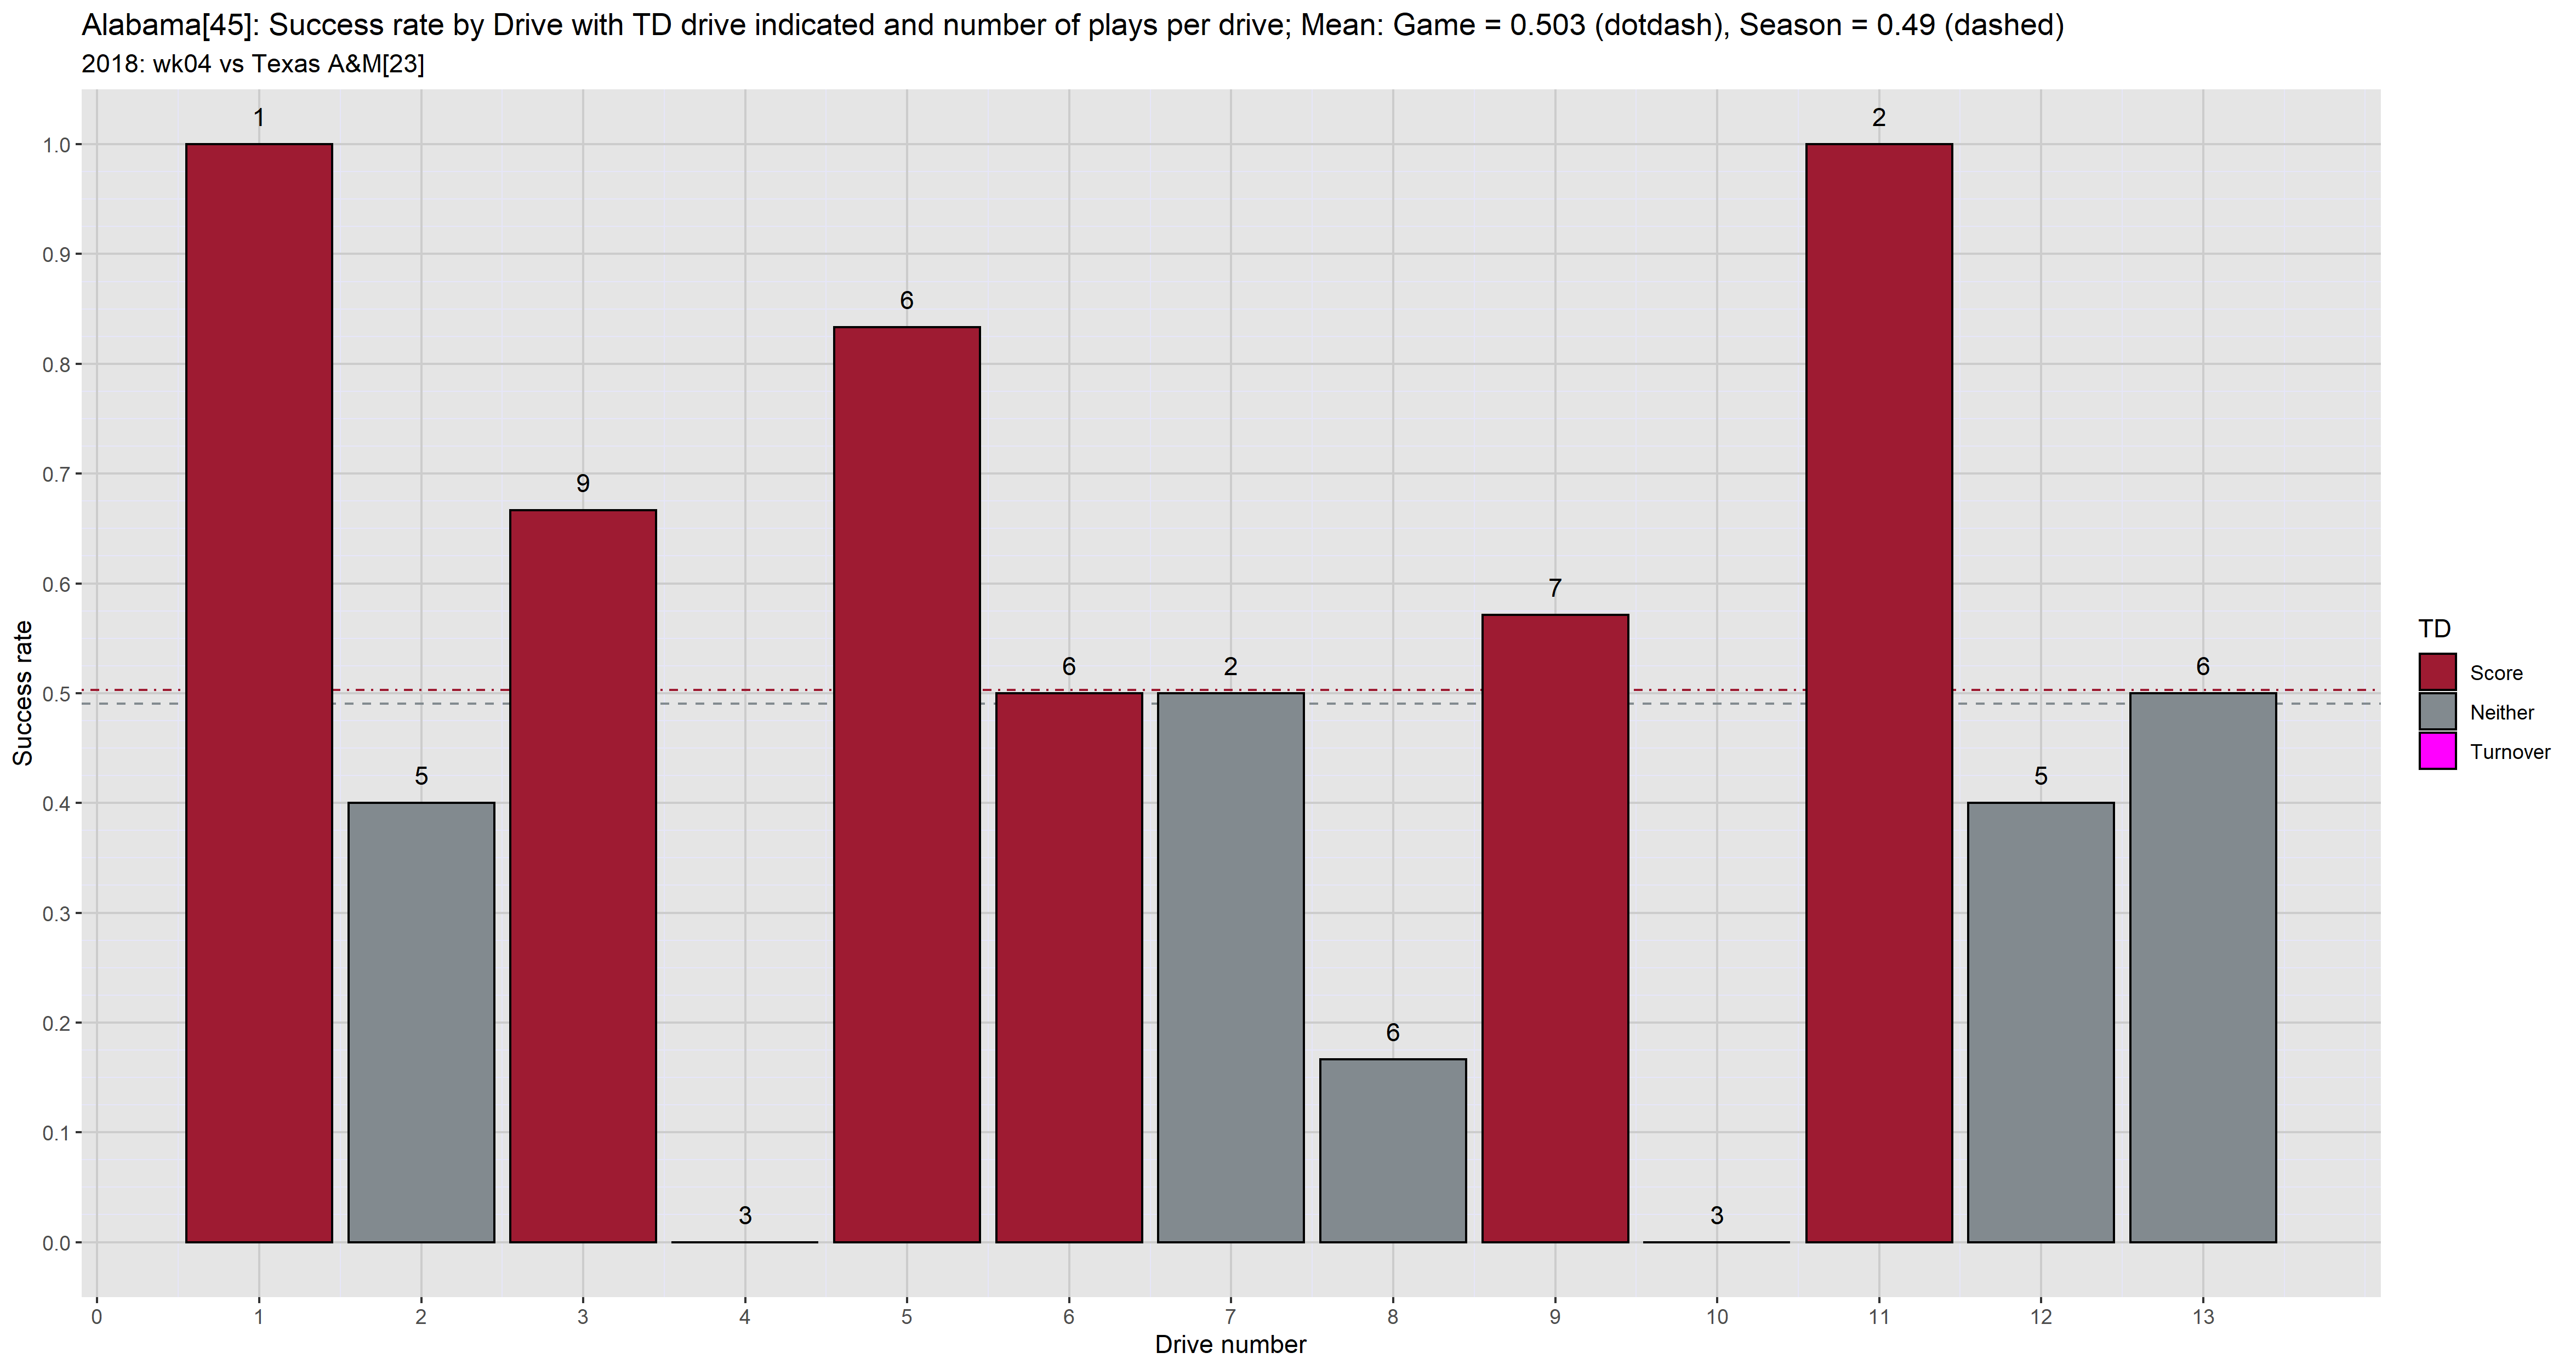 Alabama[45]: Success rate by Drive with TD drive indicated and number of plays per drive; Mean: Game = 0.503 (dotdash), Season = 0.49 (dashed)
2018: wk04 vs Texas A&M[23]
Success rate
1.0
0.9
0.8
0.7
0.6
0.5
0.4
0.3
0.2
0.1
0.0
1
5
9
3
6
6
2
6
7
3
2
5
6
0 1 2 3 4 5 6 7 8 9 10 11 12 13
Drive number
TD
Score
Neither
Turnover